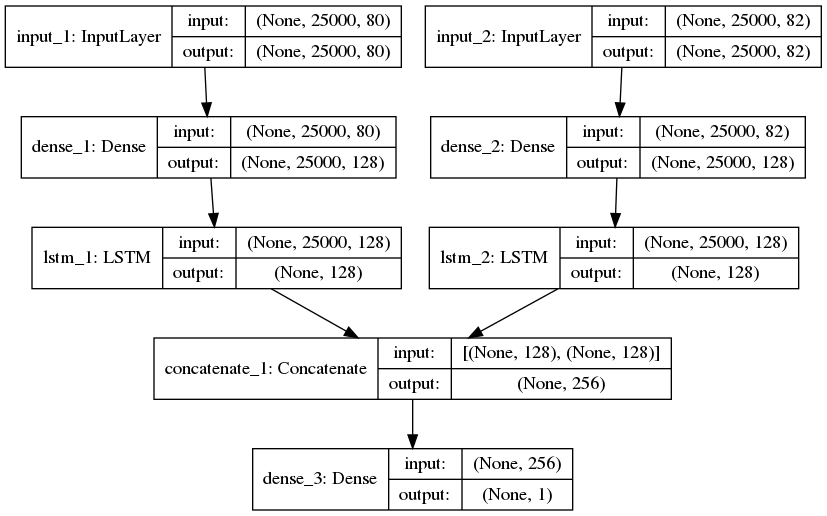 input_1: InputLayer input: (None, 25000, 80)
output: (None, 25000, 80)
input_2: InputLayer input: (None, 25000, 82)
output: (None, 25000, 82)
dense_1: Dense input: (None, 25000, 80)
output: (None, 25000, 128)
dense_2: Dense input: (None, 25000, 82)
output: (None, 25000, 128)
lstm_1: LSTM input: (None, 25000, 128)
output: (None, 128)
lstm_2: LSTM input: (None, 25000, 128)
output: (None, 128)
concatenate_1: Concatenate input: [(None, 128), (None, 128)]
output: (None, 256)
dense_3: Dense input: (None, 256)
output: (None, 1)